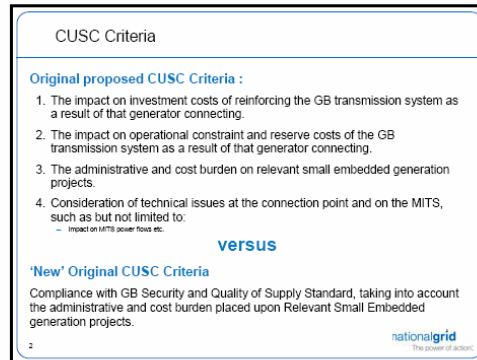 CUSC Criteria
Original proposed CUSC Criteria :
1. The impact on investment costs of reinforcing the GB transmission system as
a result of that generator connecting.
2. The impact on operational constraint and reserve costs of the GB
transmission system as a result of that generator connecting.
3. The administrative and cost burden on relevant small embedded generation
projects.
4. Consideration of technical issues at the connection point and on the MITS,
such as but not limited to:
– Impact on MITS power flows etc.
versus
'New' Original CUSC Criteria
Compliance with GB Security and Quality of Supply Standard, taking into account
the administrative and cost burden placed upon Relevant Small Embedded
generation projects.
2
nationalgrid
The power of action.